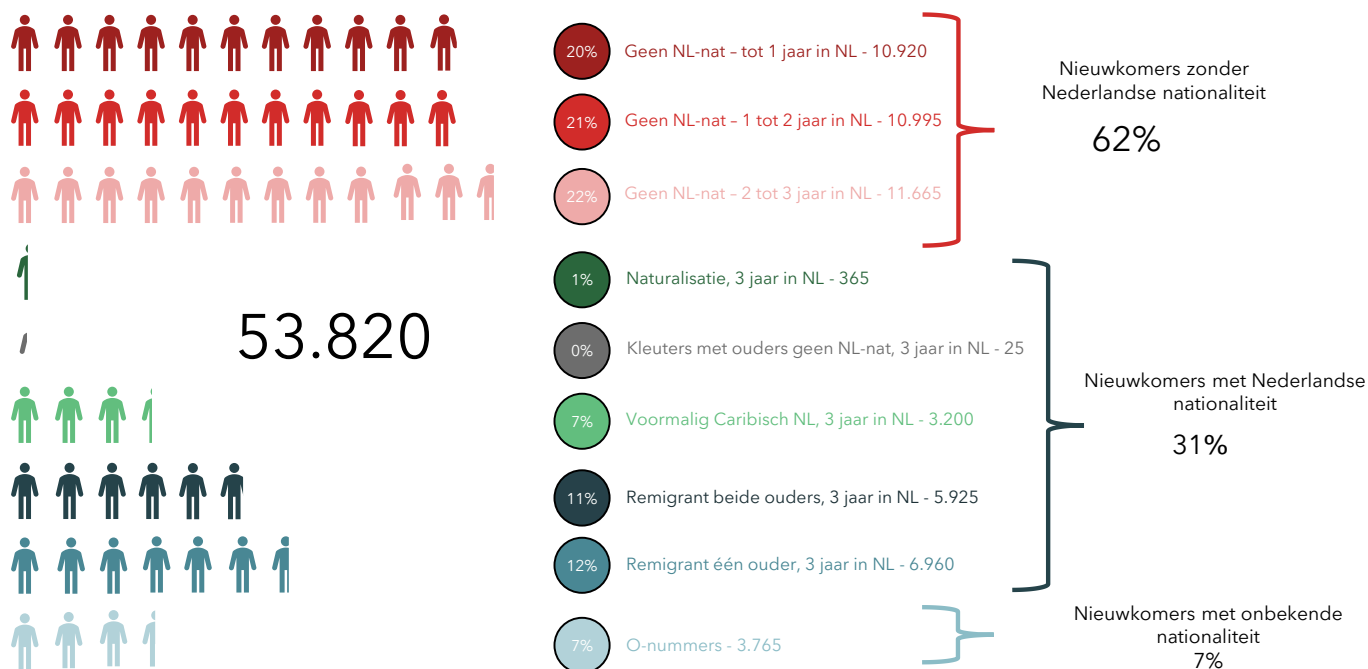 20%
Geen NL-nat – tot 1 jaar in NL - 10.920
21%
Geen NL-nat – 1 tot 2 jaar in NL - 10.995
22%
Geen NL-nat – 2 tot 3 jaar in NL - 11.665
Nieuwkomers zonder
Nederlandse nationaliteit
62%
53.820
1%
Naturalisatie, 3 jaar in NL - 365
0%
Kleuters met ouders geen NL-nat, 3 jaar in NL - 25
7%
Voormalig Caribisch NL, 3 jaar in NL - 3.200
11%
Remigrant beide ouders, 3 jaar in NL - 5.925
12%
Remigrant één ouder, 3 jaar in NL - 6.960
Nieuwkomers met Nederlandse
nationaliteit
31%
7%
O-nummers - 3.765
Nieuwkomers met onbekende
nationaliteit
7%